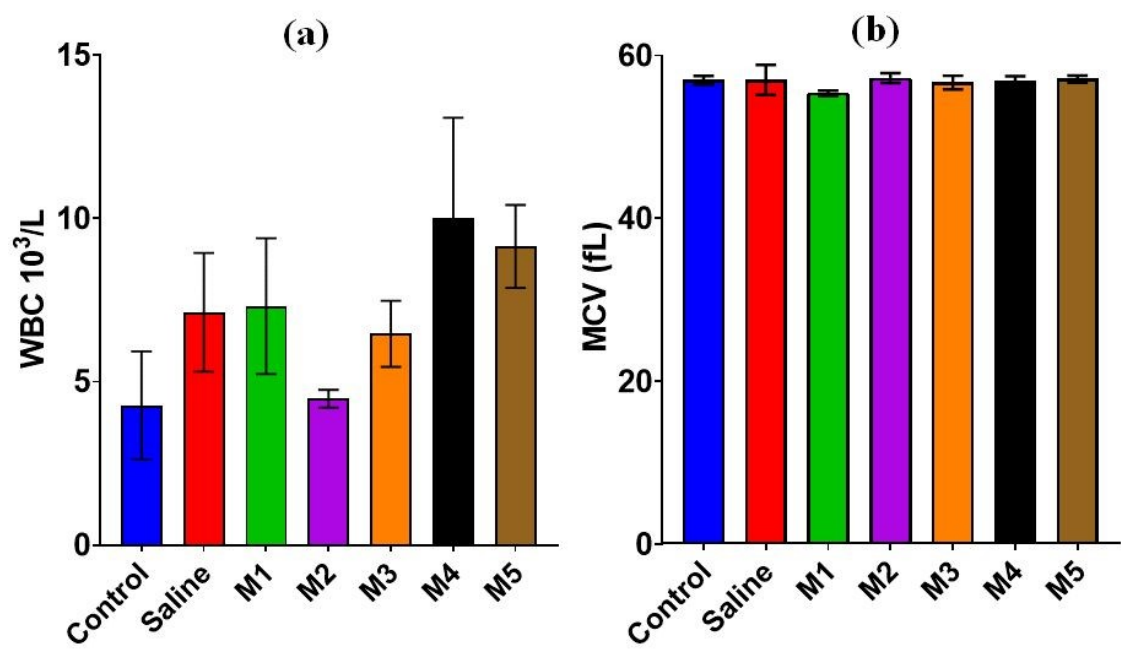 (a)
15
10
5
0
WBC 10³/L
Control
Saline
M1
M2
M3
M4
M5
(b)
60
40
20
0
MCV (fL)
Control
Saline
M1
M2
M3
M4
M5